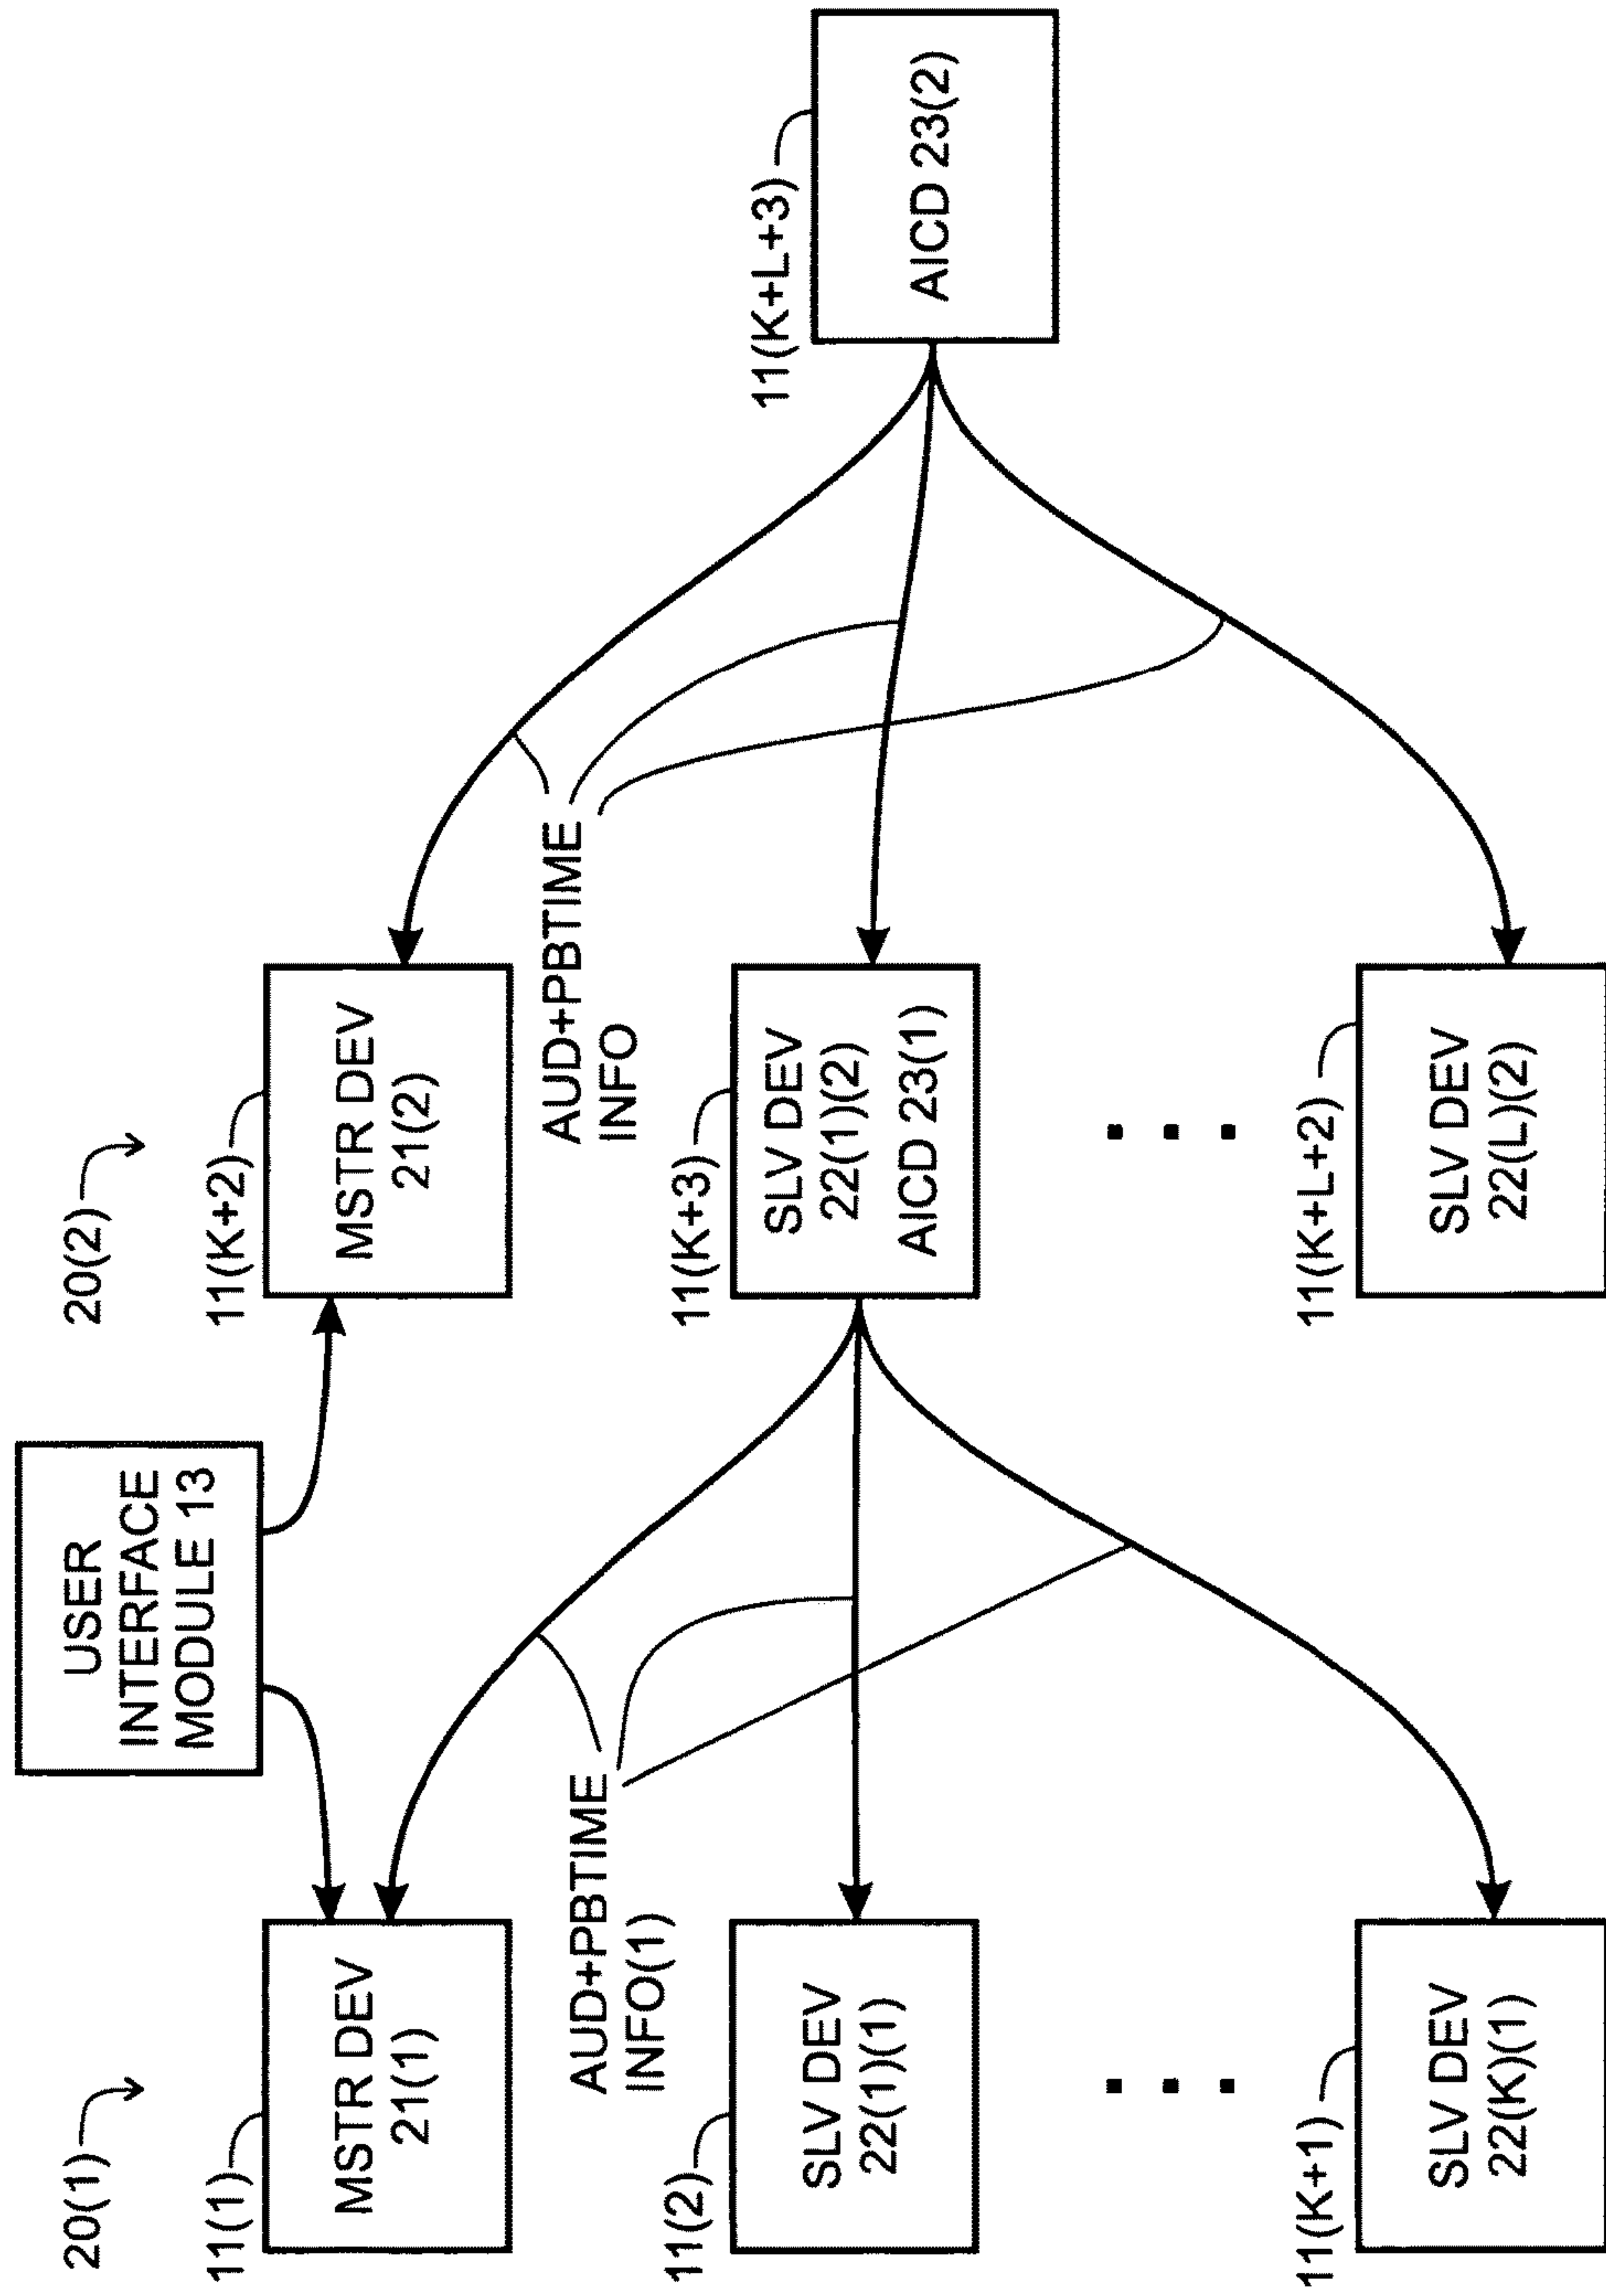 USER
INTERFACE
MODULE 13
20(1)
11(1)
MSTR DEV
21(1)
AUD+PBTIME
INFO(1)
11(2)
SLV DEV
22(1)(1)
. . .
11(K+1)
SLV DEV
22(K)(1)
20(2)
11(K+2)
MSTR DEV
21(2)
AUD+PBTIME
INFO
11(K+3)
SLV DEV
22(1)(2)
AICD 23(1)
. . .
11(K+L+2)
SLV DEV
22(L)(2)
11(K+L+3)
AICD 23(2)